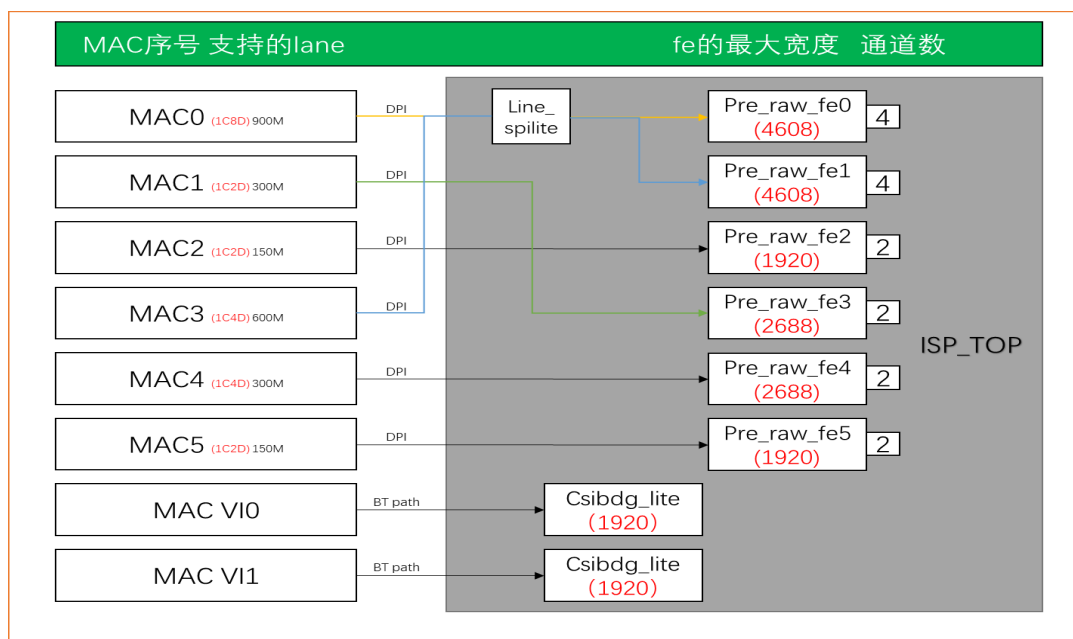 MAC序号 支持的lane
fe的最大宽度 通道数
MAC0 (1C8D) 900M
DPI
Line_
spilite
Pre_raw_fe0
(4608)
4
MAC1 (1C2D) 300M
DPI
Pre_raw_fe1
(4608)
4
MAC2 (1C2D) 150M
DPI
Pre_raw_fe2
(1920)
2
MAC3 (1C4D) 600M
DPI
Pre_raw_fe3
(2688)
2
ISP_TOP
MAC4 (1C4D) 300M
DPI
Pre_raw_fe4
(2688)
2
MAC5 (1C2D) 150M
DPI
Pre_raw_fe5
(1920)
2
MAC VI0
BT path
Csibdg_lite
(1920)
MAC VI1
BT path
Csibdg_lite
(1920)